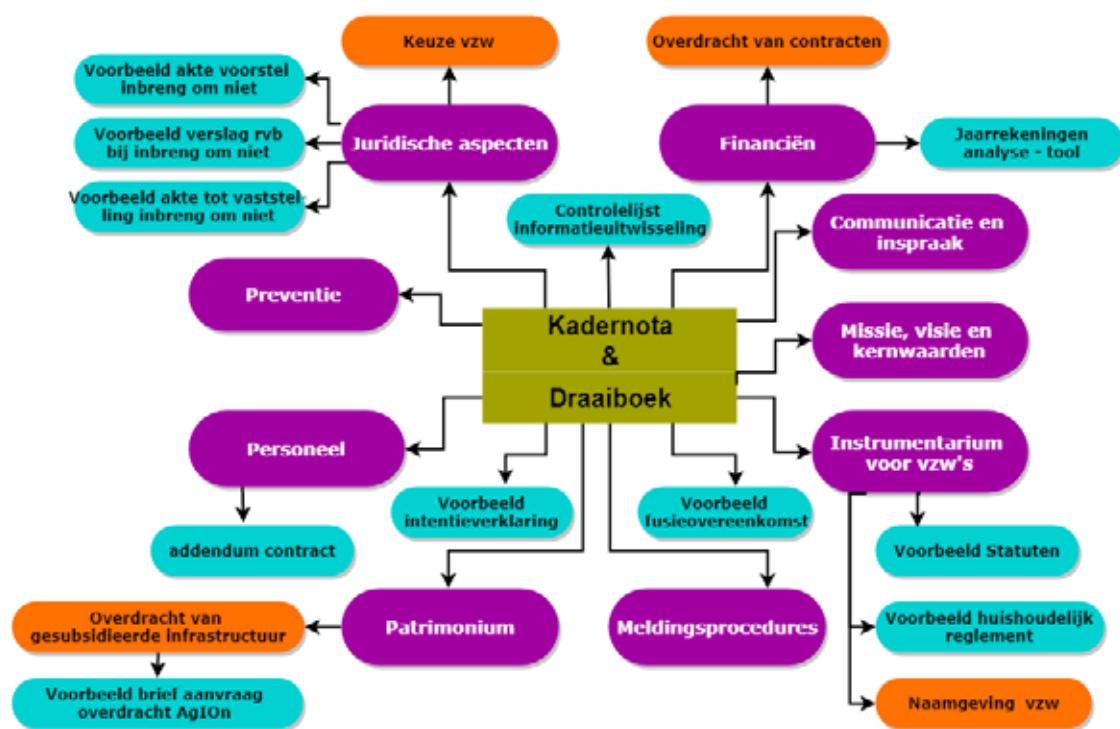 Keuze vzw
Overdracht van contracten
Voorbeeld akte voorstel
inbreng om niet
Voorbeeld verslag rvb
bij inbreng om niet
Voorbeeld akte tot vaststel-
lling inbreng om niet
Juridische aspecten
Financiën
Jaarrekeningen
analyse - tool
Controlelijst
informatieuitwisseling
Communicatie en
inspraak
Preventie
Kadernota
&
Draaiboek
Missie, visie en
kernwaarden
Personeel
Instrumentarium
voor vzw's
Voorbeeld
intentieverklaring
Voorbeeld
fusieovereenkomst
addendum contract
Voorbeeld Statuten
Overdracht van
gesubsidieerde infrastructuur
Patrimonium
Meldingsprocedures
Voorbeeld huishoudelijk
reglement
Voorbeeld brief aanvraag
overdracht AgIOn
Naamgeving vzw